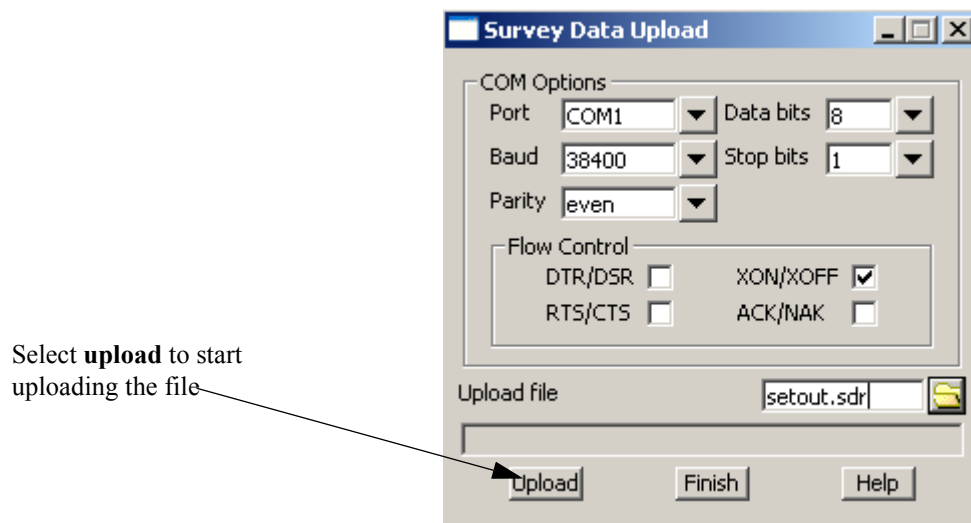 Survey Data Upload
COM Options
Port COM1 Data bits 8
Baud 38400 Stop bits 1
Parity even
Flow Control
DTR/DSR XON/XOFF
RTS/CTS ACK/NAK
Select upload to start
uploading the file
Upload file setout.sdr
Upload Finish Help